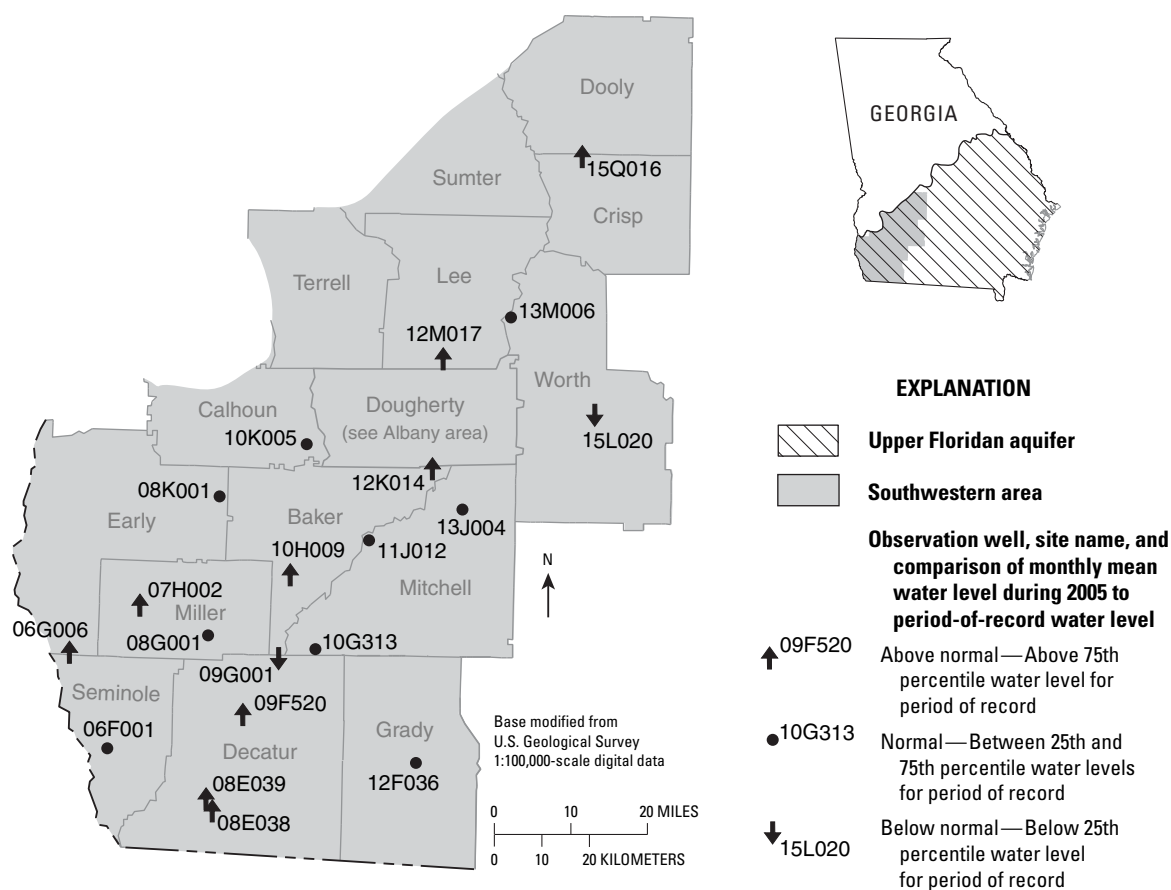 Dooly
15Q016
Sumter
Crisp
Terrell
Lee
13M006
12M017
Worth
Calhoun
Dougherty
(see Albany area)
10K005
15L020
12K014
08K001
Early
Baker
13J004
10H009
11J012
07H002
Mitchell
Miller
06G006
08G001
10G313
09G001
Seminole
09F520
06F001
Decatur
Grady
12F036
08E039
08E038
N
Base modified from
U.S. Geological Survey
1:100,000-scale digital data
0 10 20 MILES
0 10 20 KILOMETERS
GEORGIA
EXPLANATION
Upper Floridan aquifer
Southwestern area
Observation well, site name, and
comparison of monthly mean
water level during 2005 to
period-of-record water level
09F520 Above normal—Above 75th
percentile water level for
period of record
10G313 Normal—Between 25th and
75th percentile water levels
for period of record
15L020 Below normal—Below 25th
percentile water level
for period of record